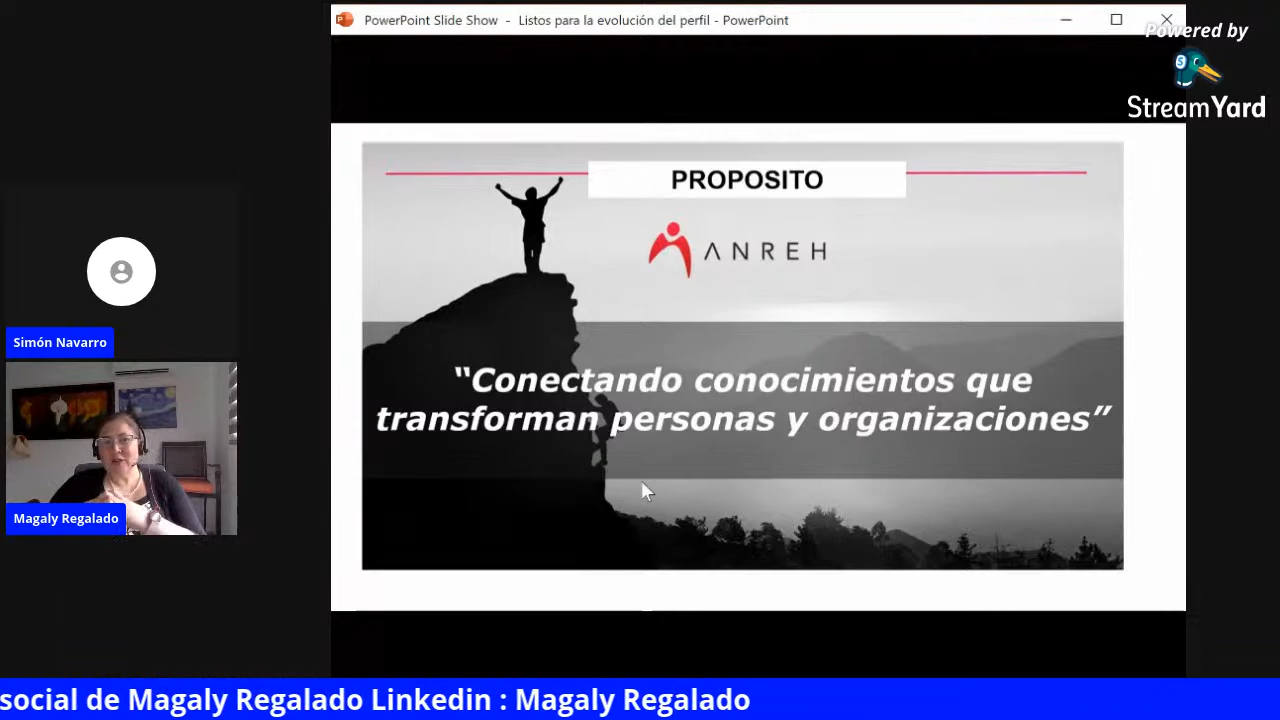 PowerPoint Slide Show - Listos para la evolución del perfil - PowerPoint
Powered by
StreamYard
PROPOSITO
ANREH
“Conectando conocimientos que
transforman personas y organizaciones”
Simón Navarro
Magaly Regalado
social de Magaly Regalado Linkedin : Magaly Regalado